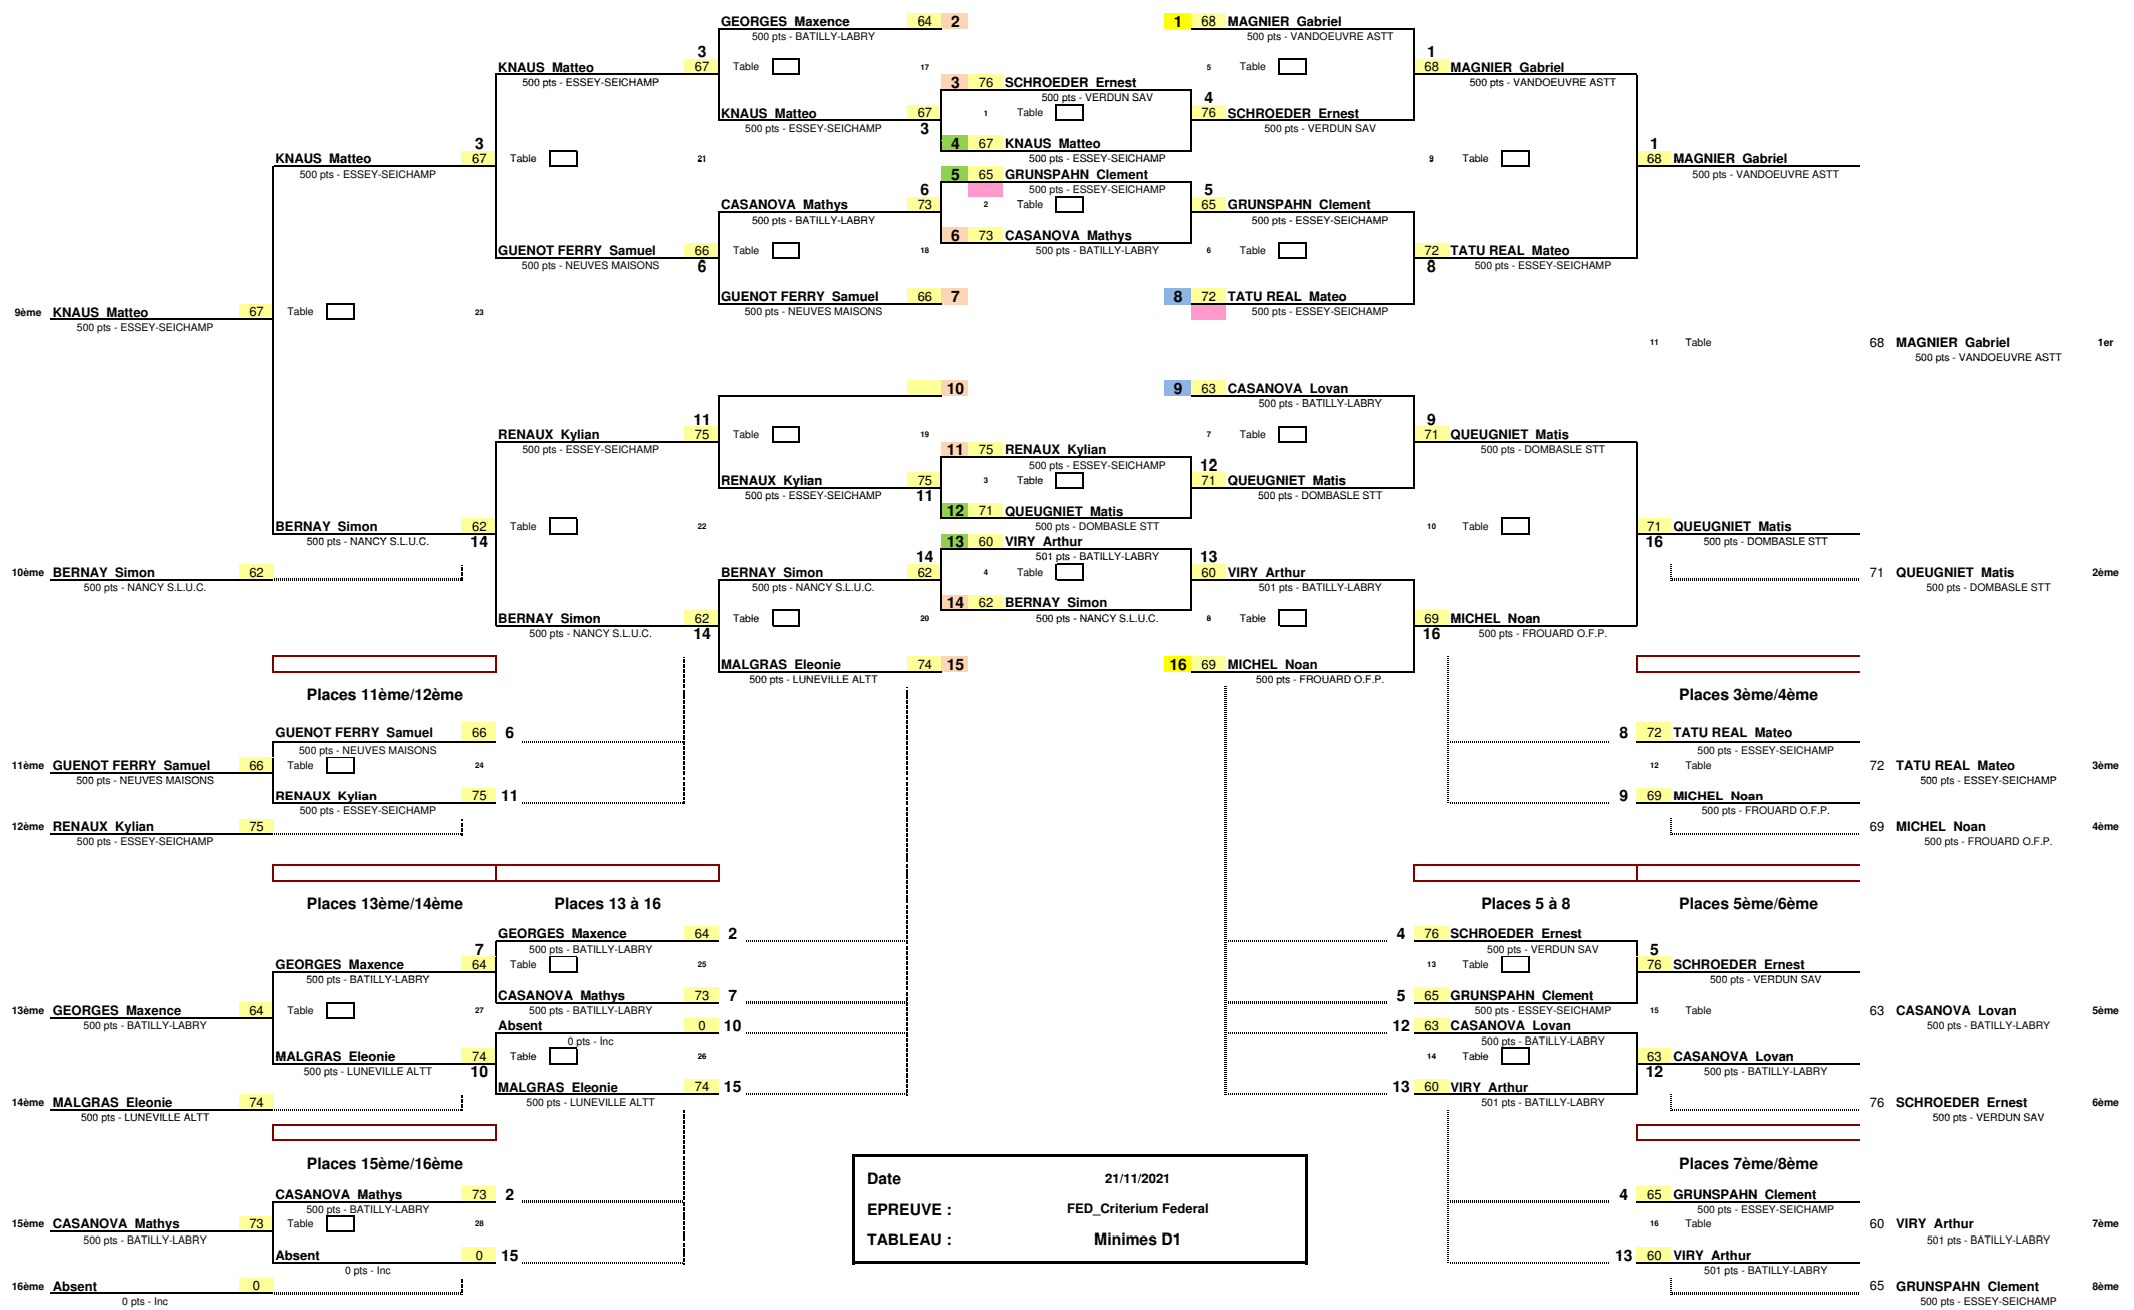 GEORGES Maxence 64 2
500 pts - BATILLY-LABRY
1 68 MAGNIER Gabriel
500 pts - VANDOEUVRE ASTT
3
KNAUS Matteo 67
500 pts - ESSEY-SEICHAMP
Table 17
5 Table
1
68 MAGNIER Gabriel
500 pts - VANDOEUVRE ASTT
3 76 SCHROEDER Ernest
500 pts - VERDUN SAV
KNAUS Matteo 67
500 pts - ESSEY-SEICHAMP
3
1 Table
4
76 SCHROEDER Ernest
500 pts - VERDUN SAV
4 67 KNAUS Matteo
500 pts - ESSEY-SEICHAMP
3
KNAUS Matteo 67
500 pts - ESSEY-SEICHAMP
Table 21
9 Table
1
68 MAGNIER Gabriel
500 pts - VANDOEUVRE ASTT
5 65 GRUNSPAHN Clement
500 pts - ESSEY-SEICHAMP
6
CASANOVA Mathys 73
500 pts - BATILLY-LABRY
2 Table
5
65 GRUNSPAHN Clement
500 pts - ESSEY-SEICHAMP
6 73 CASANOVA Mathys
500 pts - BATILLY-LABRY
GUENOT FERRY Samuel 66
500 pts - NEUVES MAISONS
6
Table 18
6 Table
72 TATU REAL Mateo
8
500 pts - ESSEY-SEICHAMP
GUENOT FERRY Samuel 66 7
500 pts - NEUVES MAISONS
8 72 TATU REAL Mateo
500 pts - ESSEY-SEICHAMP
9ème KNAUS Matteo 67
500 pts - ESSEY-SEICHAMP
Table 23
11 Table
68 MAGNIER Gabriel 1er
500 pts - VANDOEUVRE ASTT
10
9 63 CASANOVA Lovan
500 pts - BATILLY-LABRY
11
RENAUX Kylian 75
500 pts - ESSEY-SEICHAMP
Table 19
7 Table
9
71 QUEUGNIET Matis
500 pts - DOMBASLE STT
11 75 RENAUX Kylian
500 pts - ESSEY-SEICHAMP
RENAUX Kylian 75
500 pts - ESSEY-SEICHAMP
11
3 Table
12
71 QUEUGNIET Matis
500 pts - DOMBASLE STT
12 71 QUEUGNIET Matis
500 pts - DOMBASLE STT
BERNAY Simon 62
500 pts - NANCY S.L.U.C.
14
Table 22
10 Table
71 QUEUGNIET Matis
16
500 pts - DOMBASLE STT
13 60 VIRY Arthur
501 pts - BATILLY-LABRY
10ème BERNAY Simon 62
500 pts - NANCY S.L.U.C.
14
BERNAY Simon 62
500 pts - NANCY S.L.U.C.
4 Table
13
60 VIRY Arthur
501 pts - BATILLY-LABRY
71 QUEUGNIET Matis 2ème
500 pts - DOMBASLE STT
14 62 BERNAY Simon
500 pts - NANCY S.L.U.C.
BERNAY Simon 62
500 pts - NANCY S.L.U.C.
14
Table 20
8 Table
69 MICHEL Noan
16
500 pts - FROUARD O.F.P.
MALGRAS Eleonie 74 15
500 pts - LUNEVILLE ALTT
16 69 MICHEL Noan
500 pts - FROUARD O.F.P.
Places 11ème/12ème
Places 3ème/4ème
GUENOT FERRY Samuel 66 6
500 pts - NEUVES MAISONS
8 72 TATU REAL Mateo
500 pts - ESSEY-SEICHAMP
11ème GUENOT FERRY Samuel 66
500 pts - NEUVES MAISONS
Table 24
12 Table
72 TATU REAL Mateo 3ème
500 pts - ESSEY-SEICHAMP
RENAUX Kylian 75 11
500 pts - ESSEY-SEICHAMP
9 69 MICHEL Noan
500 pts - FROUARD O.F.P.
12ème RENAUX Kylian 75
500 pts - ESSEY-SEICHAMP
69 MICHEL Noan 4ème
500 pts - FROUARD O.F.P.
Places 13ème/14ème
Places 13 à 16
Places 5 à 8
Places 5ème/6ème
GEORGES Maxence 64 2
500 pts - BATILLY-LABRY
4 76 SCHROEDER Ernest
500 pts - VERDUN SAV
7
GEORGES Maxence 64
500 pts - BATILLY-LABRY
Table 25
13 Table
5
76 SCHROEDER Ernest
500 pts - VERDUN SAV
CASANOVA Mathys 73 7
500 pts - BATILLY-LABRY
5 65 GRUNSPAHN Clement
500 pts - ESSEY-SEICHAMP
13ème GEORGES Maxence 64
500 pts - BATILLY-LABRY
Table 27
15 Table
63 CASANOVA Lovan 5ème
500 pts - BATILLY-LABRY
Absent 0 10
0 pts - Inc
12 63 CASANOVA Lovan
500 pts - BATILLY-LABRY
MALGRAS Eleonie 74
500 pts - LUNEVILLE ALTT
10
Table 26
14 Table
63 CASANOVA Lovan
12
500 pts - BATILLY-LABRY
MALGRAS Eleonie 74 15
500 pts - LUNEVILLE ALTT
13 60 VIRY Arthur
501 pts - BATILLY-LABRY
14ème MALGRAS Eleonie 74
500 pts - LUNEVILLE ALTT
76 SCHROEDER Ernest 6ème
500 pts - VERDUN SAV
Places 15ème/16ème
Places 7ème/8ème
Date 21/11/2021
EPREUVE : FED_Criterium Federal
TABLEAU : Minimes D1
CASANOVA Mathys 73 2
500 pts - BATILLY-LABRY
4 65 GRUNSPAHN Clement
500 pts - ESSEY-SEICHAMP
15ème CASANOVA Mathys 73
500 pts - BATILLY-LABRY
Table 28
16 Table
60 VIRY Arthur 7ème
501 pts - BATILLY-LABRY
Absent 0 15
0 pts - Inc
13 60 VIRY Arthur
501 pts - BATILLY-LABRY
16ème Absent 0
0 pts - Inc
65 GRUNSPAHN Clement 8ème
500 pts - ESSEY-SEICHAMP